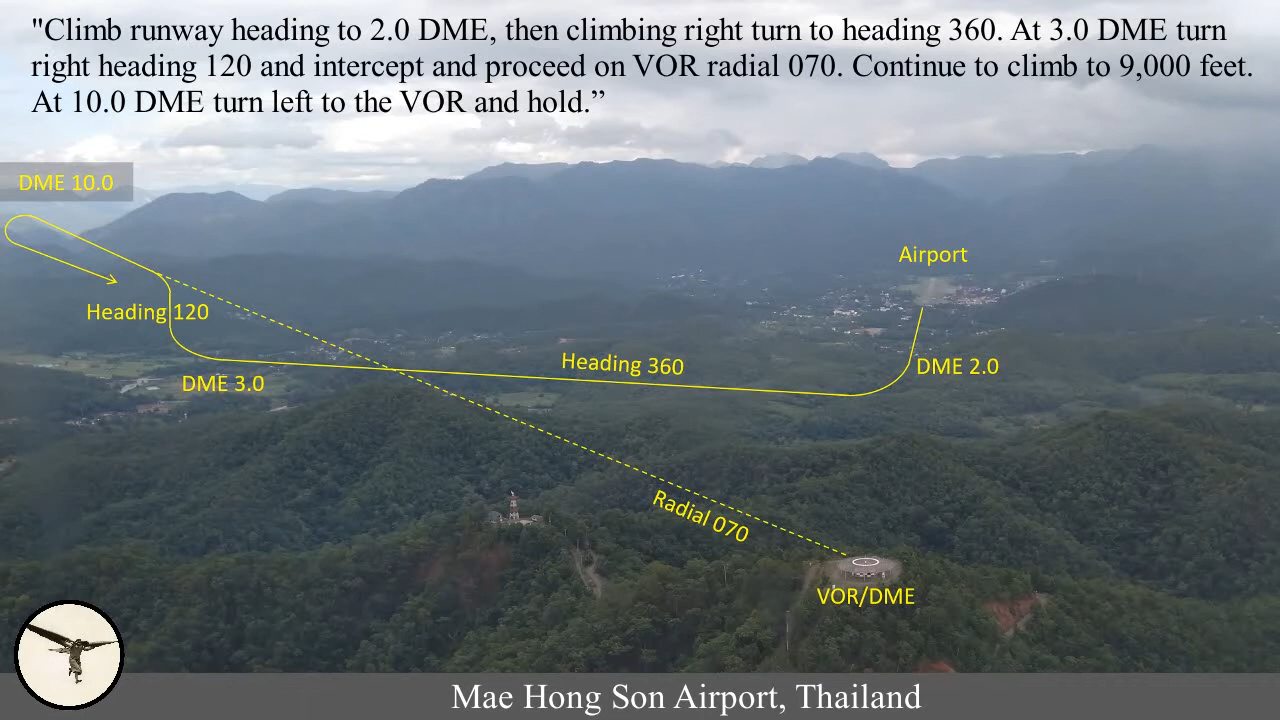 "Climb runway heading to 2.0 DME, then climbing right turn to heading 360. At 3.0 DME turn
right heading 120 and intercept and proceed on VOR radial 070. Continue to climb to 9,000 feet.
At 10.0 DME turn left to the VOR and hold.”
DME 10.0
Airport
Heading 120
Heading 360
DME 2.0
DME 3.0
Radial 070
VOR/DME
Mae Hong Son Airport, Thailand